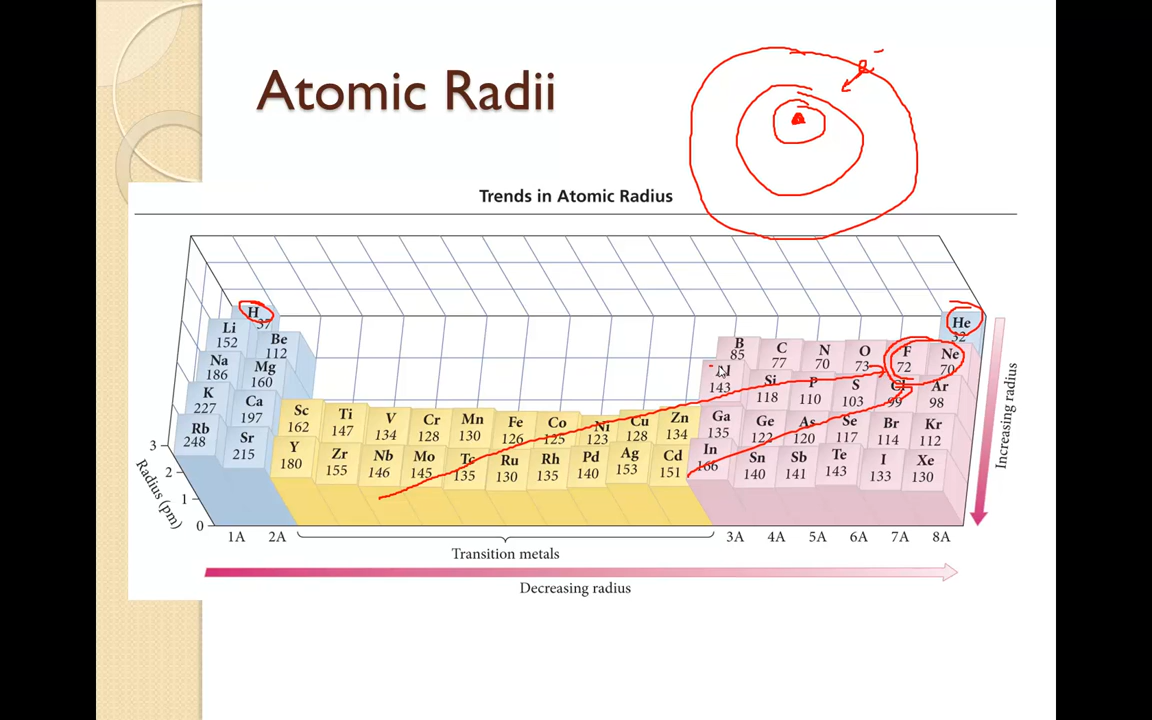 Atomic Radii
e⁻
Trends in Atomic Radius
H 37 He 32
Li 152 Be 112 B 85 C 77 N 70 O 73 F 72 Ne 70
Na 186 Mg 160 Al 143 Si 118 P 110 S 103 Cl 99 Ar 98
K 227 Ca 197 Sc 162 Ti 147 V 134 Cr 128 Mn 130 Fe 126 Co 125 Ni 123 Cu 128 Zn 134 Ga 135 Ge 122 As 120 Se 117 Br 114 Kr 112
Rb 248 Sr 215 Y 180 Zr 155 Nb 146 Mo 145 Tc 135 Ru 130 Rh 135 Pd 140 Ag 153 Cd 151 In 166 Sn 140 Sb 141 Te 143 I 133 Xe 130
3
2
1
0
Radius (pm)
Increasing radius
1A 2A 3A 4A 5A 6A 7A 8A
Transition metals
Decreasing radius